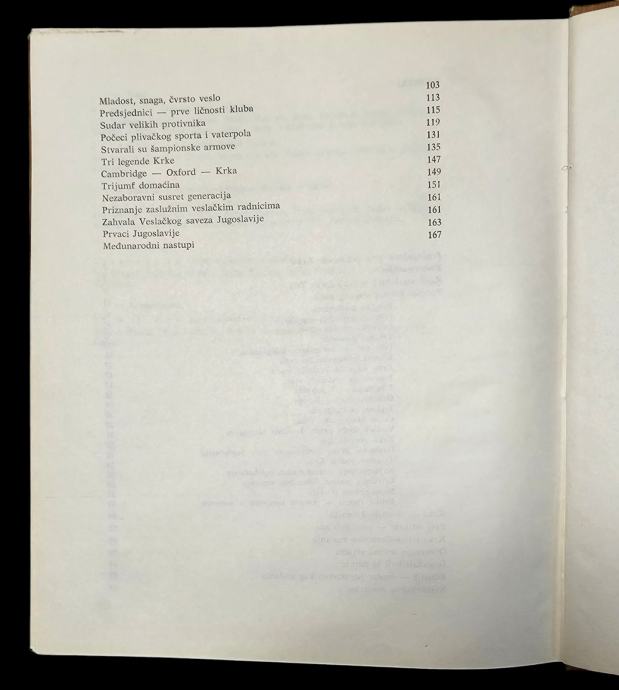 Mladost, snaga, čvrsto veslo 103
Predsjednici — prve ličnosti kluba 113
Sudar velikih protivnika 115
Počeci plivačkog sporta i vaterpola 119
Stvarali su šampionske armove 131
Tri legende Krke 135
Cambridge — Oxford — Krka 147
Trijumf domaćina 149
Nezaboravni susret generacija 151
Priznanje zaslužnim veslačkim radnicima 161
Zahvala Veslačkog saveza Jugoslavije 161
Prvaci Jugoslavije 163
Međunarodni nastupi 167